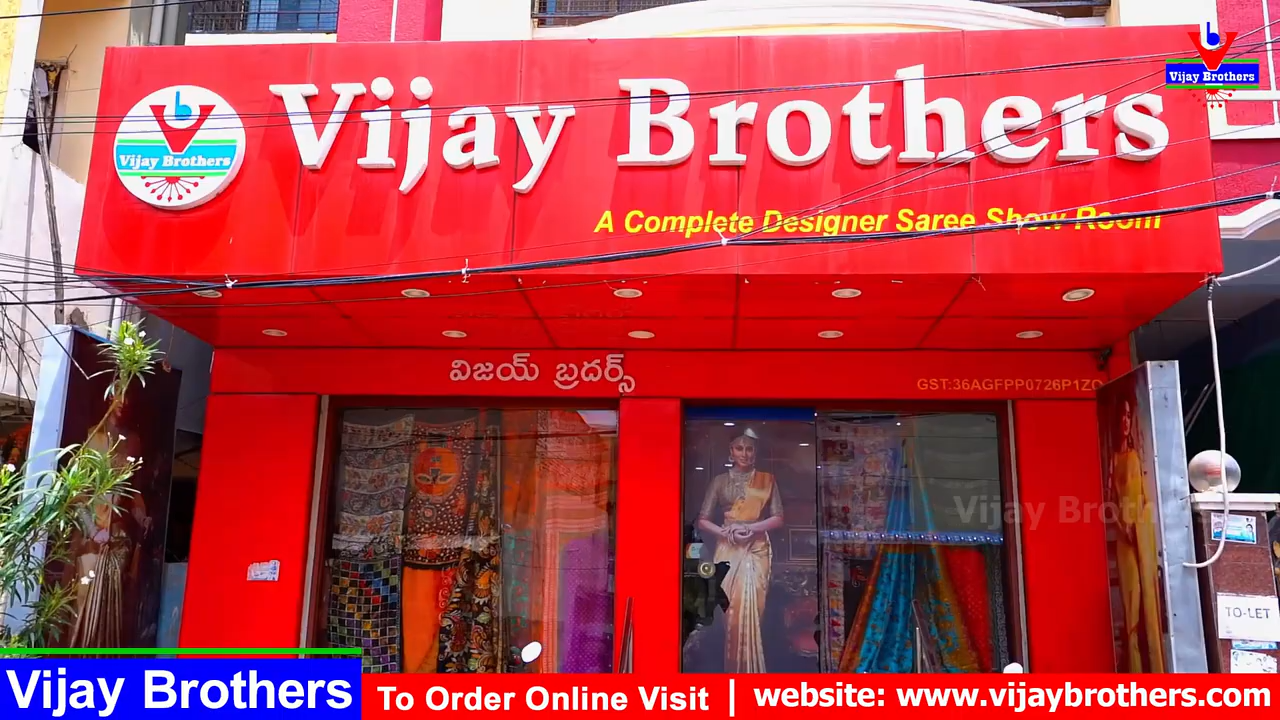 Vijay Brothers
Vijay Brothers
Vijay Brothers
A Complete Designer Saree Show Room
విజయ్ బ్రదర్స్
GST:36AGFPP0726P1ZQ
Vijay Brothers
TO-LET
Vijay Brothers
To Order Online Visit | website: www.vijaybrothers.com